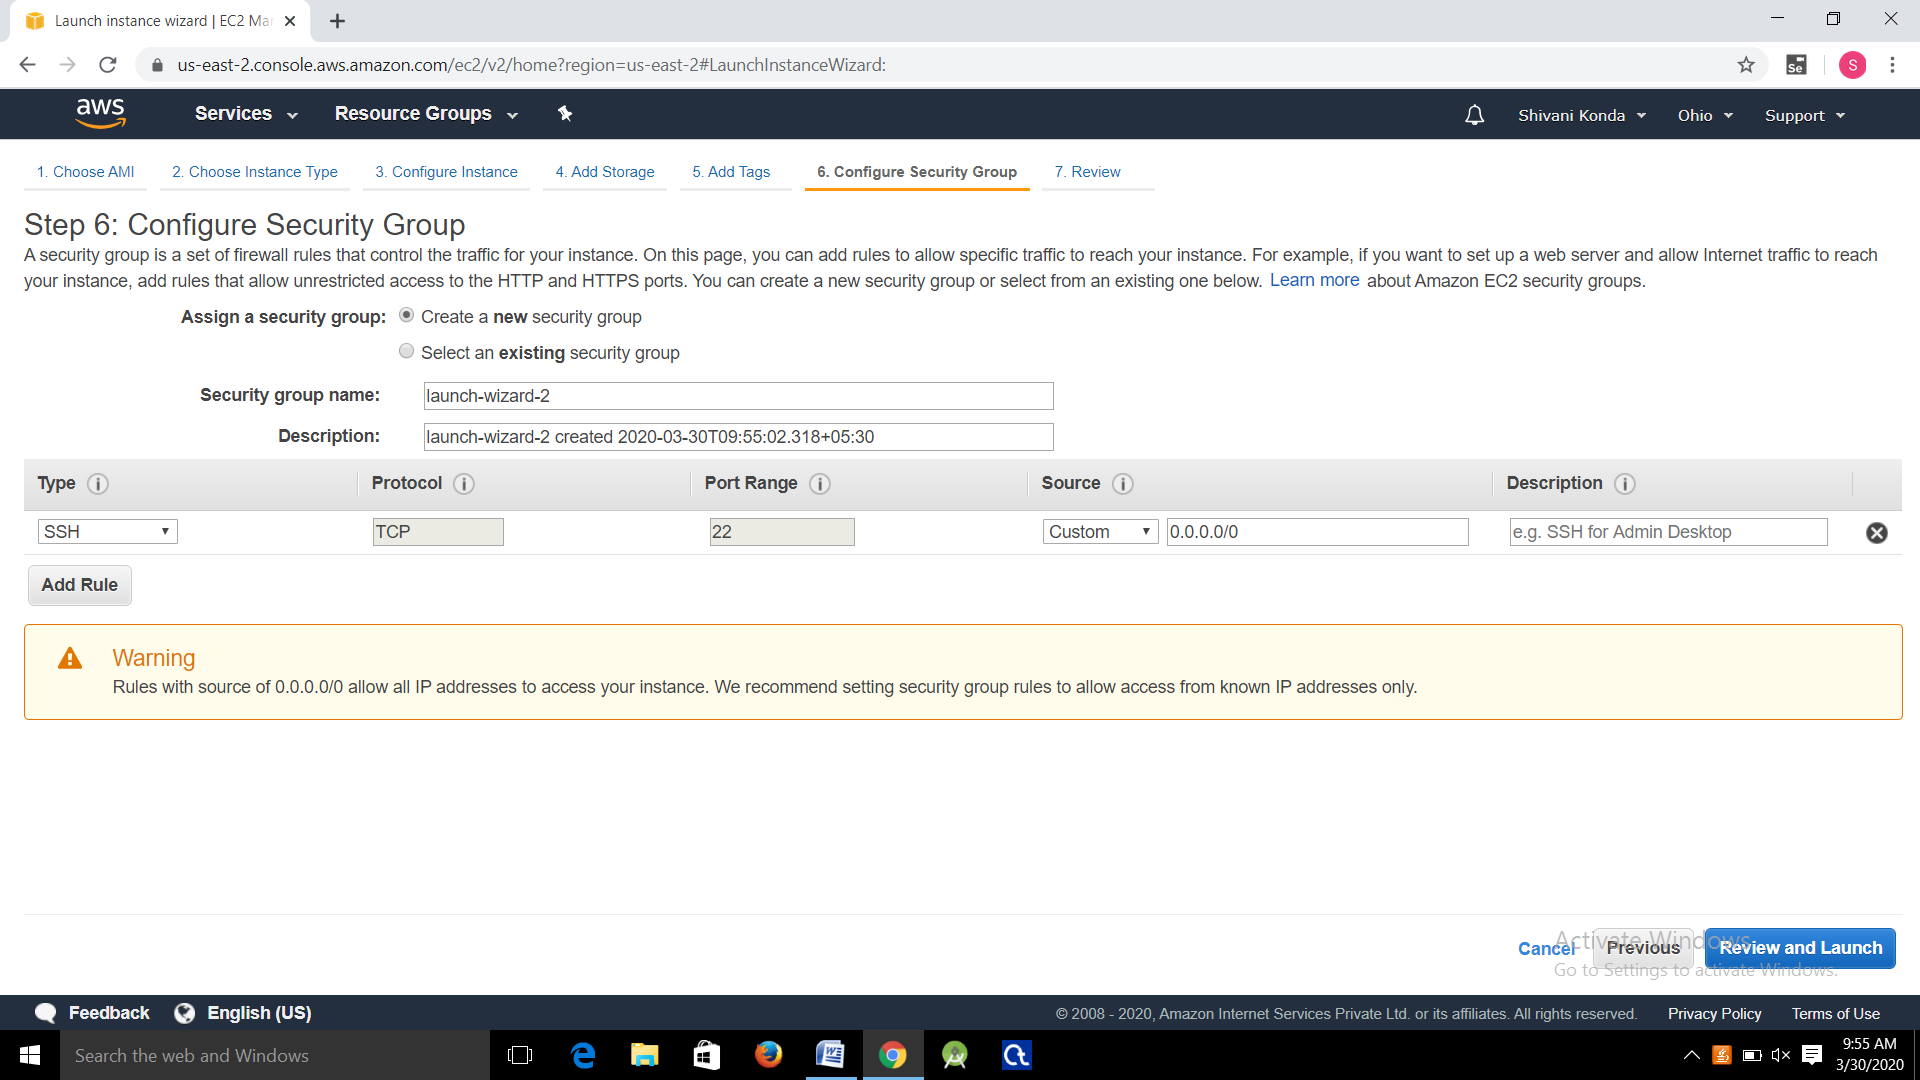 Launch instance wizard | EC2 Mar
us-east-2.console.aws.amazon.com/ec2/v2/home?region=us-east-2#LaunchInstanceWizard:
Se
S
aws
Services
Resource Groups
Shivani Konda
Ohio
Support
1. Choose AMI
2. Choose Instance Type
3. Configure Instance
4. Add Storage
5. Add Tags
6. Configure Security Group
7. Review
Step 6: Configure Security Group
A security group is a set of firewall rules that control the traffic for your instance. On this page, you can add rules to allow specific traffic to reach your instance. For example, if you want to set up a web server and allow Internet traffic to reach
your instance, add rules that allow unrestricted access to the HTTP and HTTPS ports. You can create a new security group or select from an existing one below. Learn more about Amazon EC2 security groups.
Assign a security group:
Create a new security group
Select an existing security group
Security group name:
launch-wizard-2
Description:
launch-wizard-2 created 2020-03-30T09:55:02.318+05:30
Type
Protocol
Port Range
Source
Description
SSH
TCP
22
Custom
0.0.0.0/0
e.g. SSH for Admin Desktop
Add Rule
Warning
Rules with source of 0.0.0.0/0 allow all IP addresses to access your instance. We recommend setting security group rules to allow access from known IP addresses only.
Cancel
Previous
Review and Launch
Activate Windows
Go to Settings to activate Windows.
Feedback
English (US)
© 2008 - 2020, Amazon Internet Services Private Ltd. or its affiliates. All rights reserved.
Privacy Policy
Terms of Use
Search the web and Windows
9:55 AM
3/30/2020